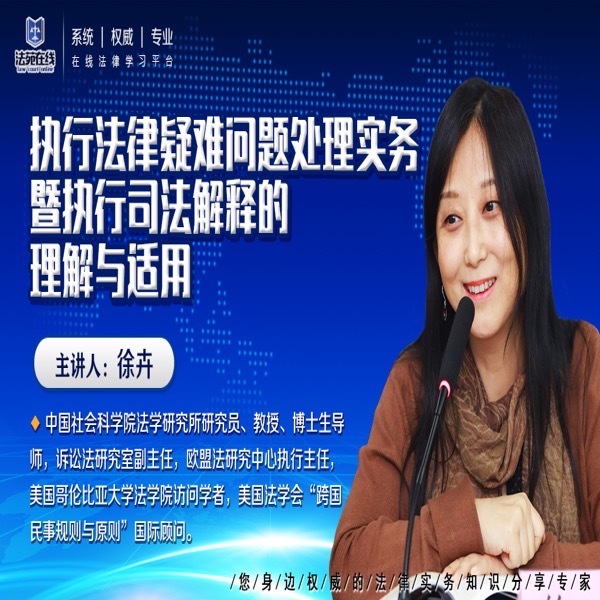 法苑在线
Law court online
系统 | 权威 | 专业
在线法律学习平台
执行法律疑难问题处理实务
暨执行司法解释的
理解与适用
主讲人：徐卉
◆ 中国社会科学院法学研究所研究员、教授、博士生导
师，诉讼法研究室副主任，欧盟法研究中心执行主任，
美国哥伦比亚大学法学院访问学者，美国法学会“跨国
民事规则与原则”国际顾问。
/您/身/边/权/威/的/法/律/实/务/知/识/分/享/专/家